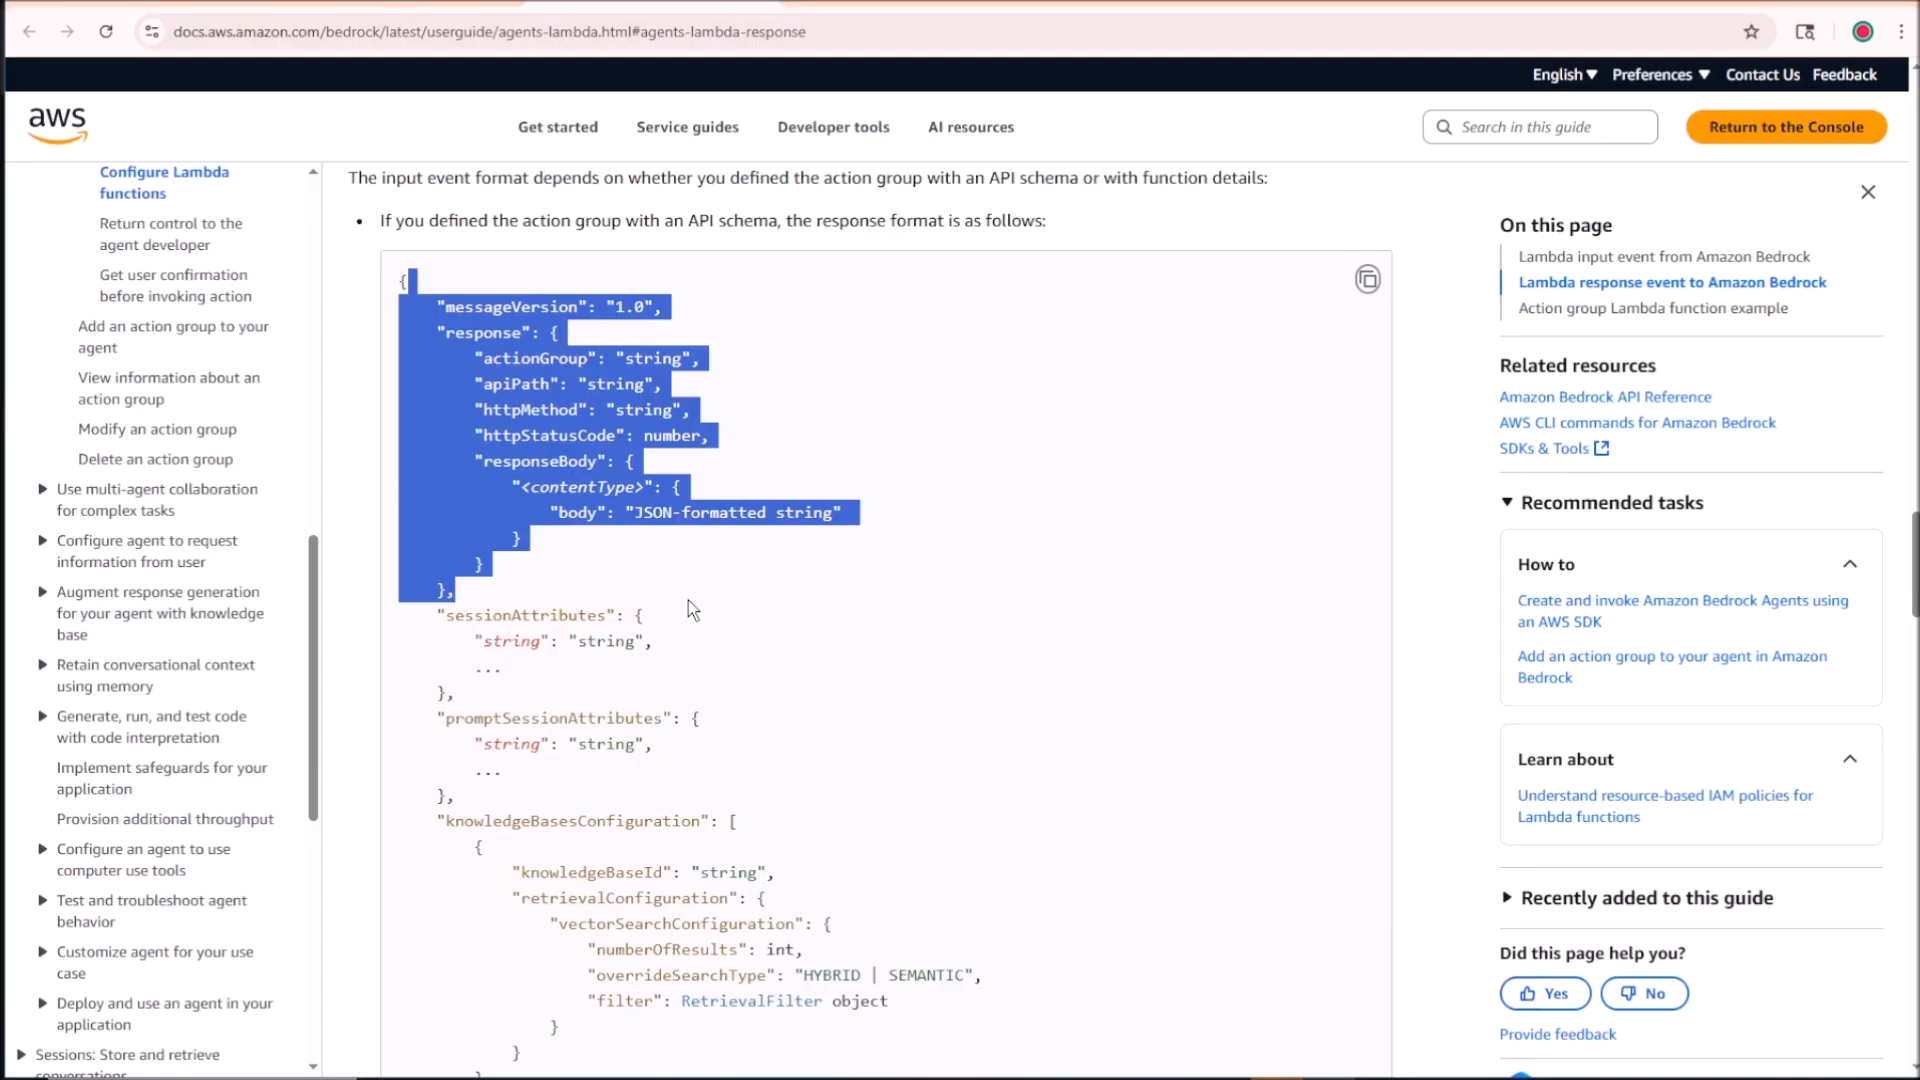 docs.aws.amazon.com/bedrock/latest/userguide/agents-lambda.html#agents-lambda-response
English Preferences Contact Us Feedback
aws
Get started Service guides Developer tools AI resources
Search in this guide
Return to the Console
Configure Lambda
functions
Return control to the
agent developer
Get user confirmation
before invoking action
Add an action group to your
agent
View information about an
action group
Modify an action group
Delete an action group
Use multi-agent collaboration
for complex tasks
Configure agent to request
information from user
Augment response generation
for your agent with knowledge
base
Retain conversational context
using memory
Generate, run, and test code
with code interpretation
Implement safeguards for your
application
Provision additional throughput
Configure an agent to use
computer use tools
Test and troubleshoot agent
behavior
Customize agent for your use
case
Deploy and use an agent in your
application
Sessions: Store and retrieve
conversations
The input event format depends on whether you defined the action group with an API schema or with function details:
• If you defined the action group with an API schema, the response format is as follows:
{
"messageVersion": "1.0",
"response": {
"actionGroup": "string",
"apiPath": "string",
"httpMethod": "string",
"httpStatusCode": number,
"responseBody": {
"<contentType>": {
"body": "JSON-formatted string"
}
}
},
"sessionAttributes": {
"string": "string",
...
},
"promptSessionAttributes": {
"string": "string",
...
},
"knowledgeBasesConfiguration": [
{
"knowledgeBaseId": "string",
"retrievalConfiguration": {
"vectorSearchConfiguration": {
"numberOfResults": int,
"overrideSearchType": "HYBRID | SEMANTIC",
"filter": RetrievalFilter object
}
}
On this page
Lambda input event from Amazon Bedrock
Lambda response event to Amazon Bedrock
Action group Lambda function example
Related resources
Amazon Bedrock API Reference
AWS CLI commands for Amazon Bedrock
SDKs & Tools
Recommended tasks
How to
Create and invoke Amazon Bedrock Agents using
an AWS SDK
Add an action group to your agent in Amazon
Bedrock
Learn about
Understand resource-based IAM policies for
Lambda functions
Recently added to this guide
Did this page help you?
Yes No
Provide feedback